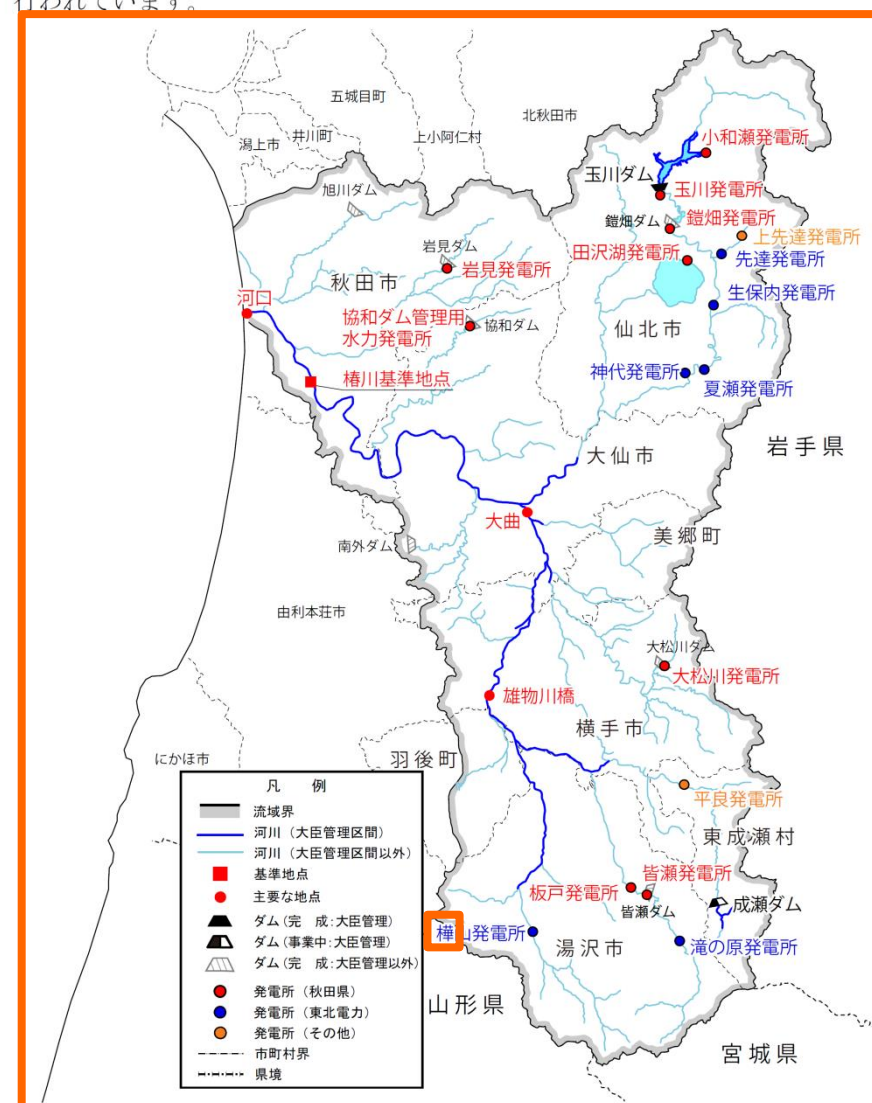 行われています。
五城目町
北秋田市
上小阿仁村
井川町
潟上市
小和瀬発電所
玉川ダム
玉川発電所
旭川ダム
鎧畑ダム
鎧畑発電所
上先達発電所
岩見ダム
田沢湖発電所
先達発電所
岩見発電所
秋田市
生保内発電所
河口
協和ダム管理用
水力発電所
協和ダム
仙北市
神代発電所
夏瀬発電所
椿川基準地点
岩手県
大仙市
大曲
美郷町
南外ダム
由利本荘市
大松川ダム
大松川発電所
雄物川橋
横手市
羽後町
にかほ市
平良発電所
東成瀬村
皆瀬発電所
板戸発電所
皆瀬ダム
成瀬ダム
樺山発電所
湯沢市
滝の原発電所
山形県
宮城県
凡 例
流域界
河川(大臣管理区間)
河川(大臣管理区間以外)
基準地点
主要な地点
ダム(完 成:大臣管理)
ダム(事業中:大臣管理)
ダム(完 成:大臣管理以外)
発電所(秋田県)
発電所(東北電力)
発電所(その他)
市町村界
県境